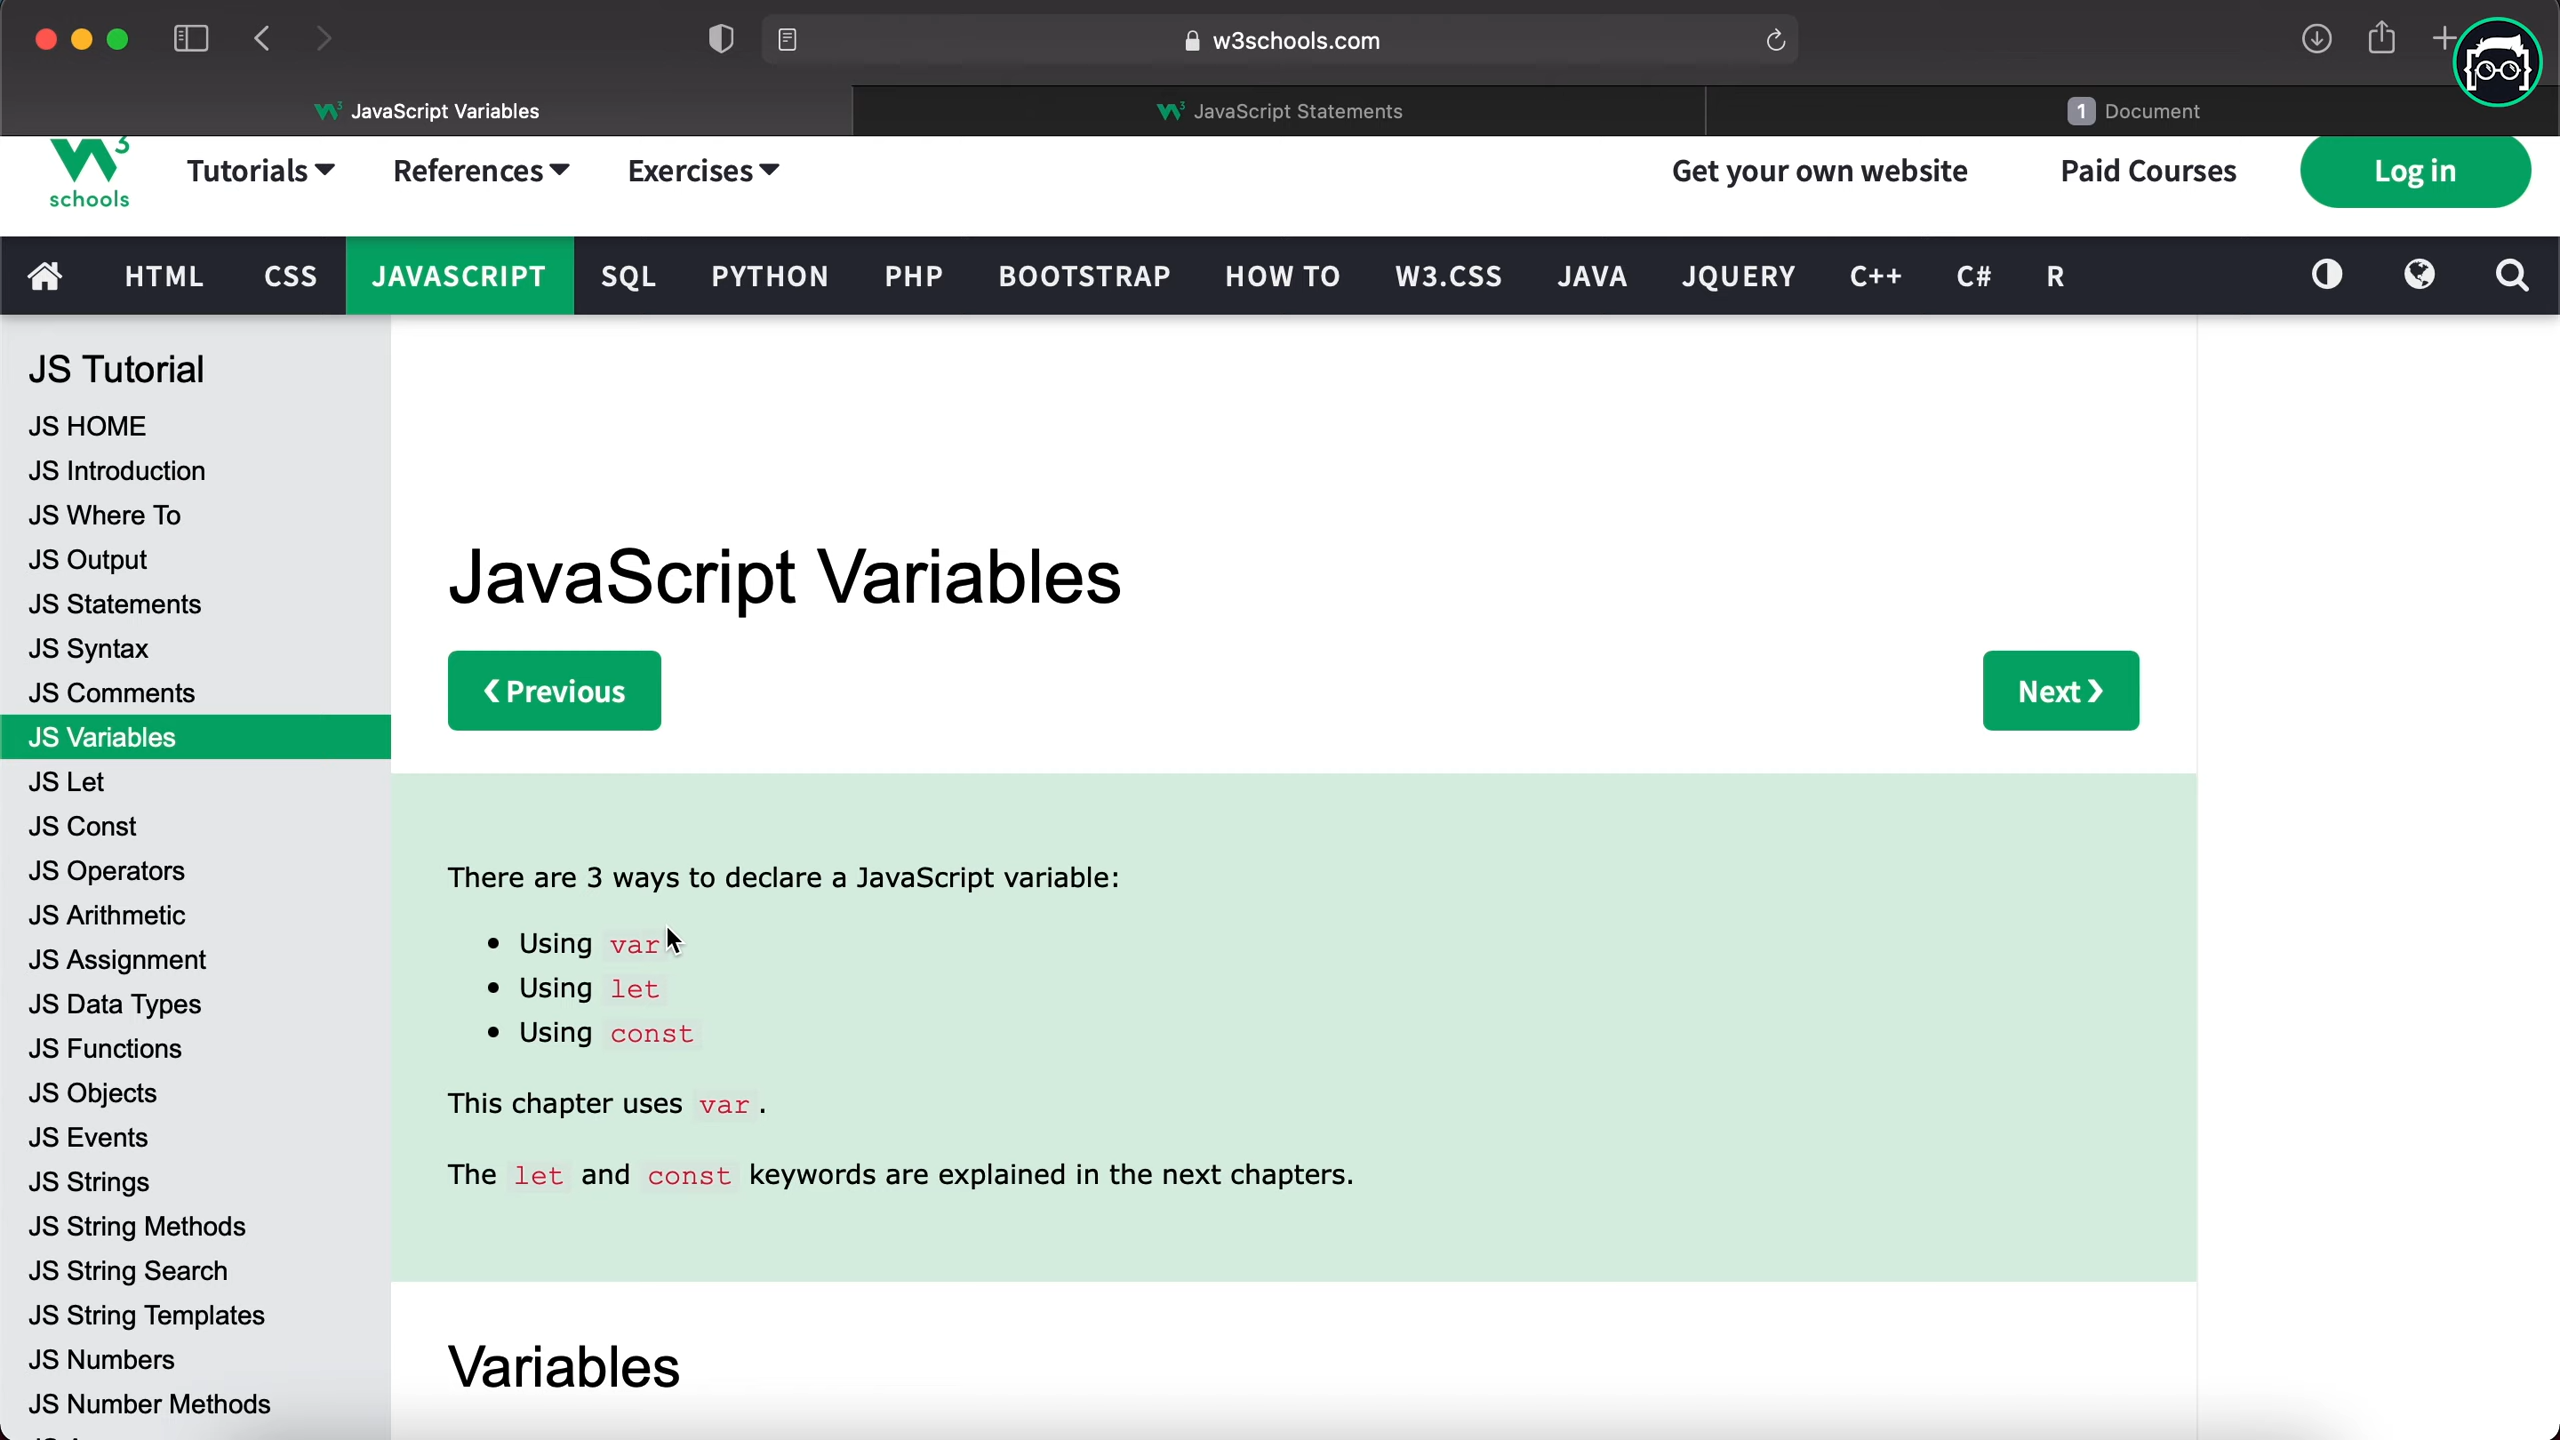 w3schools.com
JavaScript Variables
JavaScript Statements
1 Document
3
schools
Tutorials
References
Exercises
Get your own website
Paid Courses
Log in
HTML
CSS
JAVASCRIPT
SQL
PYTHON
PHP
BOOTSTRAP
HOW TO
W3.CSS
JAVA
JQUERY
C++
C#
R
JS Tutorial
JS HOME
JS Introduction
JS Where To
JS Output
JS Statements
JS Syntax
JS Comments
JS Variables
JS Let
JS Const
JS Operators
JS Arithmetic
JS Assignment
JS Data Types
JS Functions
JS Objects
JS Events
JS Strings
JS String Methods
JS String Search
JS String Templates
JS Numbers
JS Number Methods
JavaScript Variables
❮ Previous
Next ❯
There are 3 ways to declare a JavaScript variable:
• Using var
• Using let
• Using const
This chapter uses var.
The let and const keywords are explained in the next chapters.
Variables